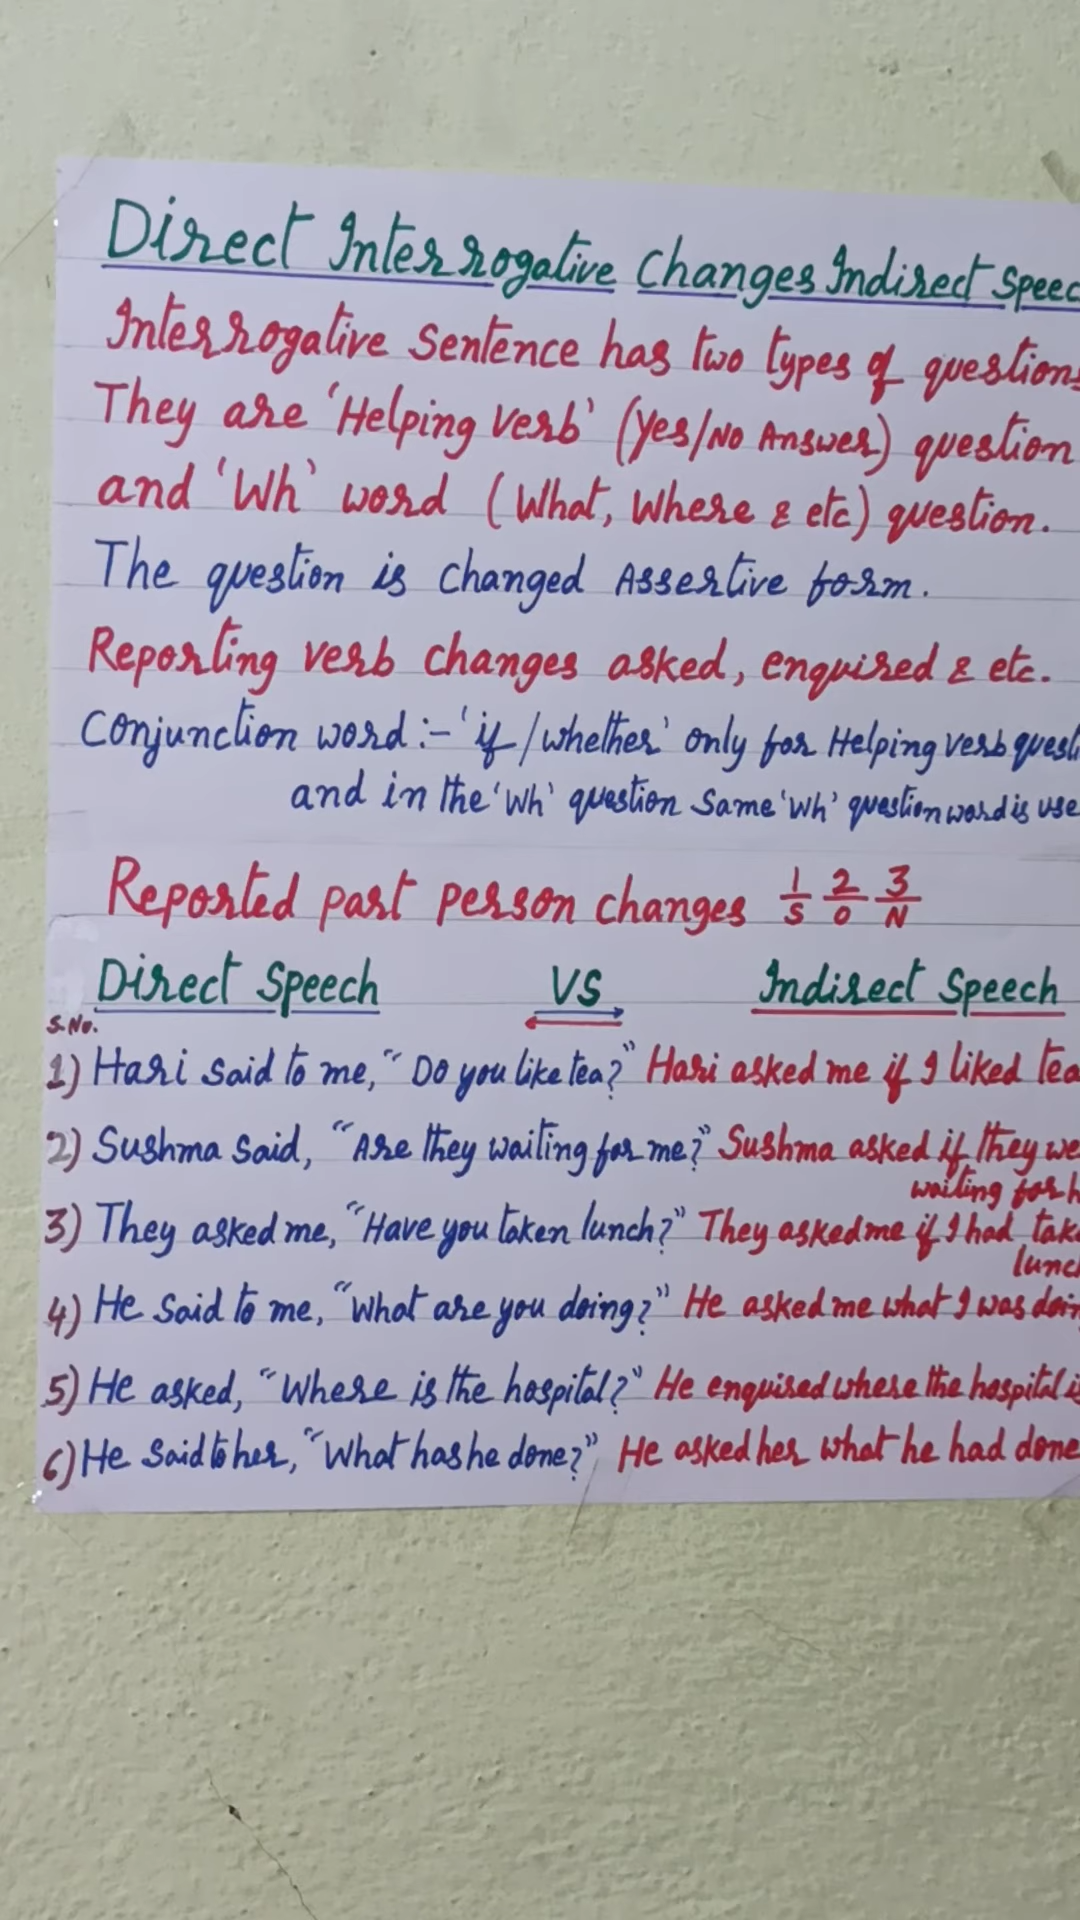 Direct Interrogative Changes Indirect Speec
Interrogative Sentence has two types of questions
They are 'Helping Verb' (Yes/No Answer) question
and 'Wh' word (What, Where & etc) question.
The question is changed Assertive form.
Reporting verb changes asked, enquired & etc.
Conjunction word :- 'if/whether' only for Helping verb quest
and in the 'Wh' question Same 'Wh' question word is use
Reported part person changes 1/S 2/O 3/N
Direct Speech VS Indirect Speech
S.No.
1) Hari Said to me, "Do you like tea?" Hari asked me if I liked tea
2) Sushma Said, "Are they waiting for me?" Sushma asked if they we
waiting for h
3) They asked me, "Have you taken lunch?" They asked me if I had take
lunch
4) He Said to me, "What are you doing?" He asked me what I was doin
5) He asked, "Where is the hospital?" He enquired where the hospital i
6) He Said to her, "What has he done?" He asked her what he had done